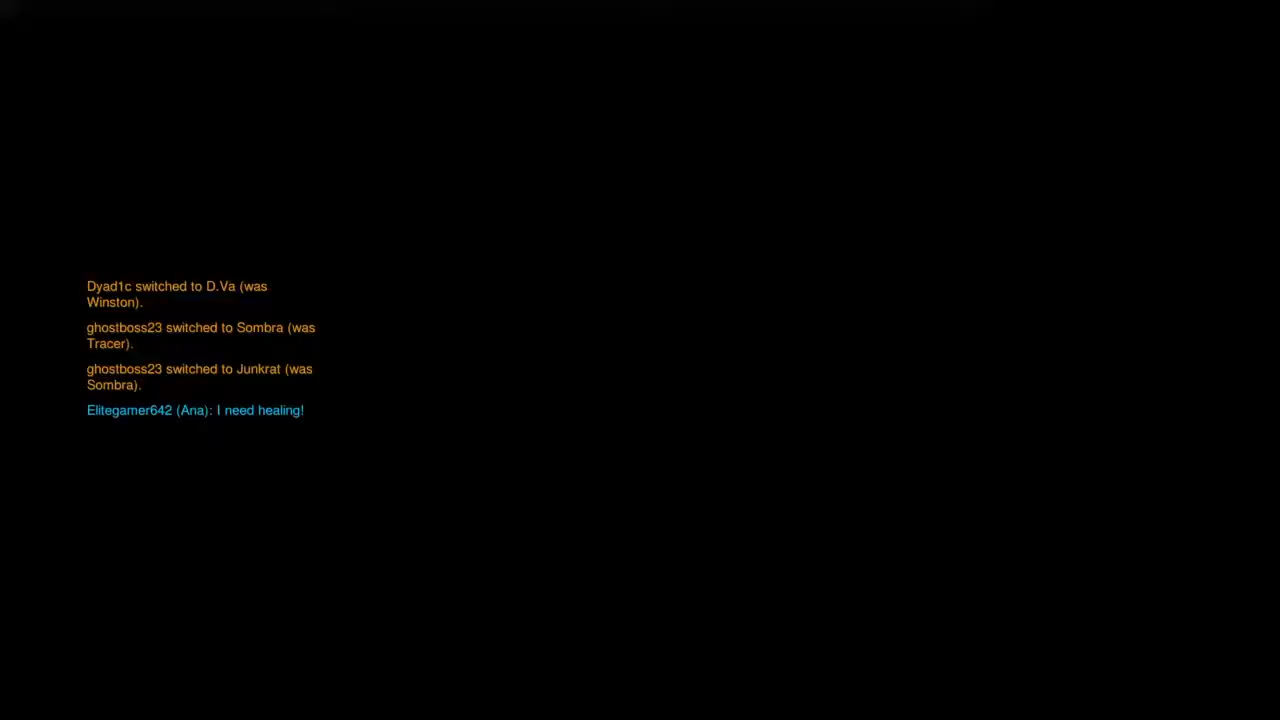 Dyad1c switched to D.Va (was
Winston).
ghostboss23 switched to Sombra (was
Tracer).
ghostboss23 switched to Junkrat (was
Sombra).
Elitegamer642 (Ana): I need healing!